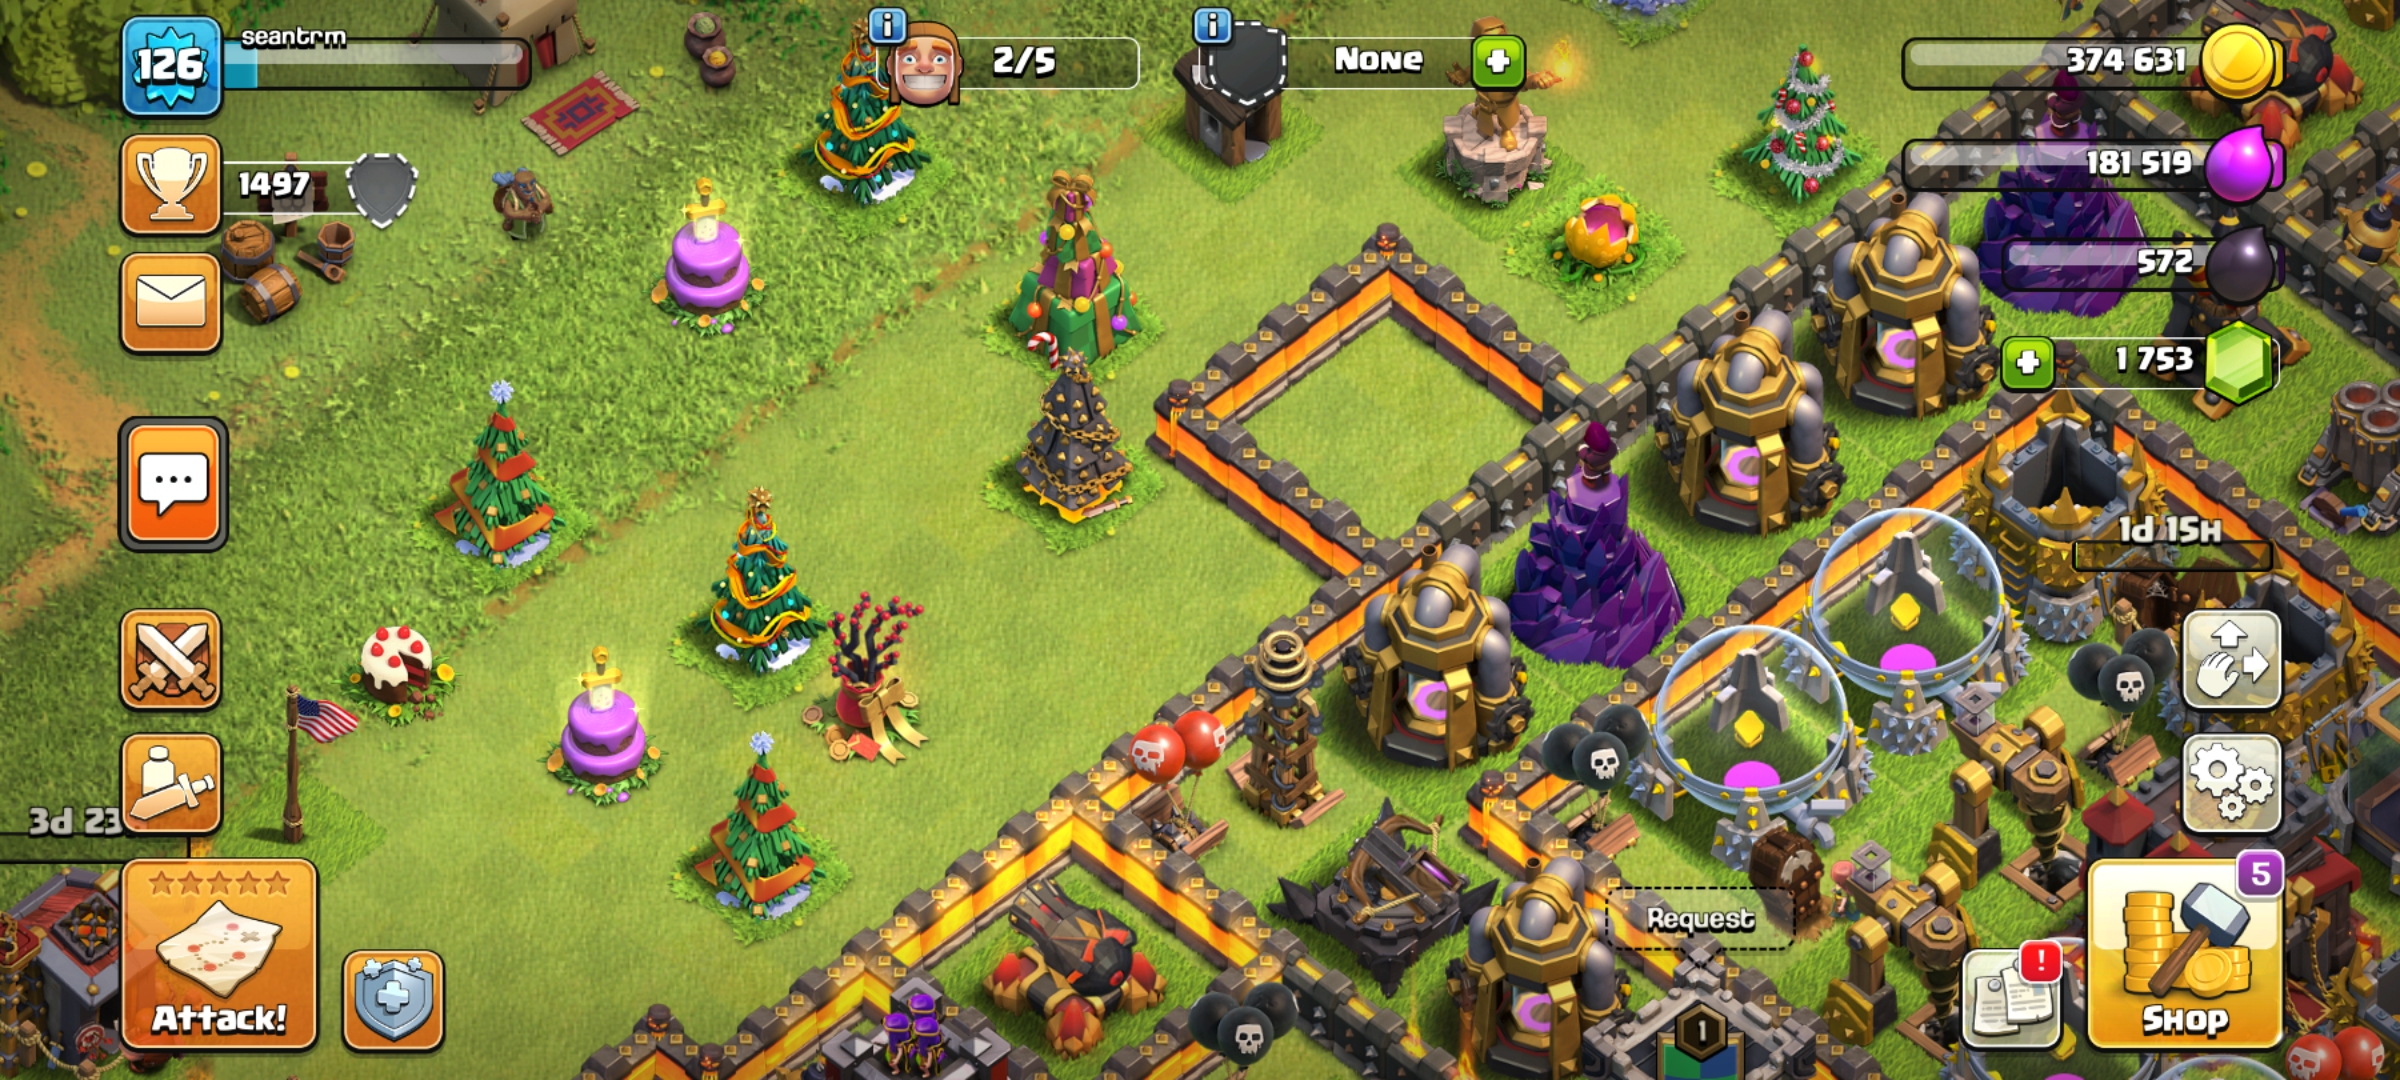 126
seantrm
2/5
None
374 631
1497
181 519
572
1 753
1d 15H
3d 23
Request
5
Attack!
1
!
Shop